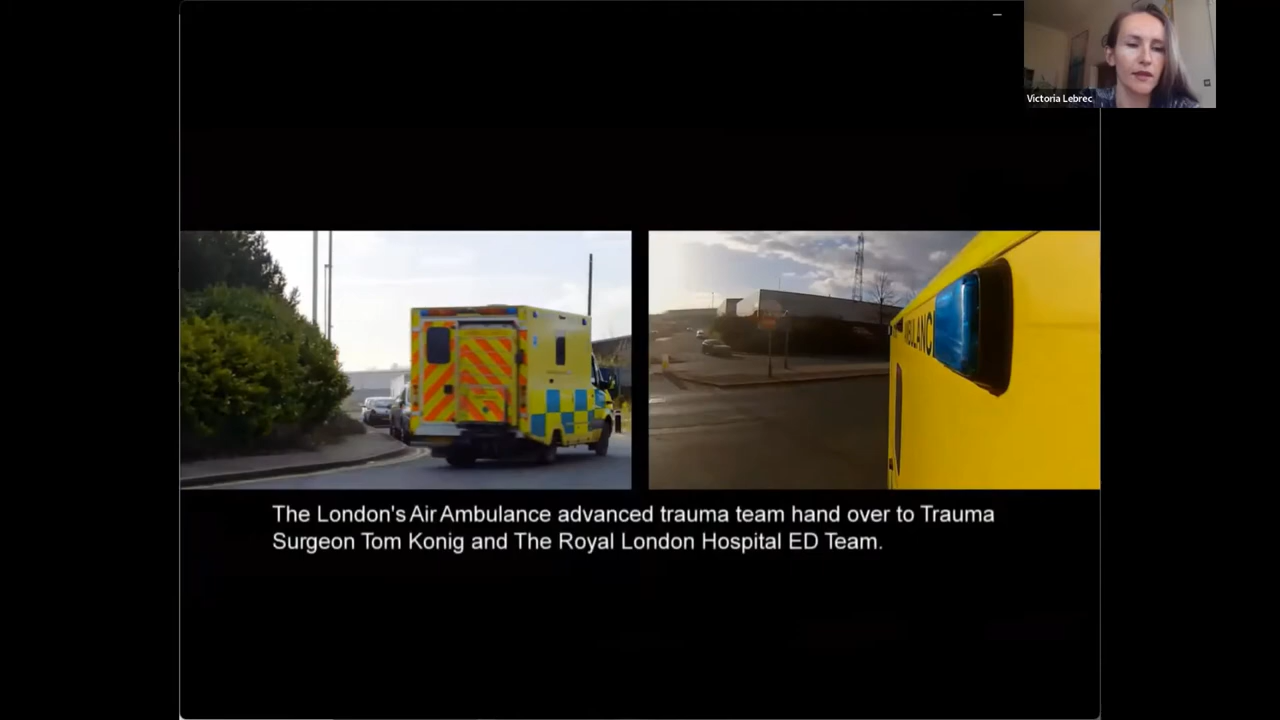 Victoria Lebrec
AMBULANC
The London's Air Ambulance advanced trauma team hand over to Trauma
Surgeon Tom Konig and The Royal London Hospital ED Team.